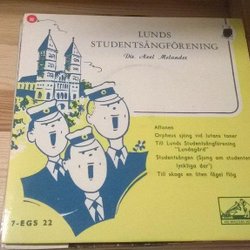 LUNDS
STUDENTSÅNGFÖRENING
Dir. Axel Melander
Aftonen
Orpheus sjöng vid lutans toner
Till Lunds Studentsångförening
"Lundagård"
Studentsången (Sjung om studentens
lyckliga dar)
Till skogs en liten fågel flög
7-EGS 22